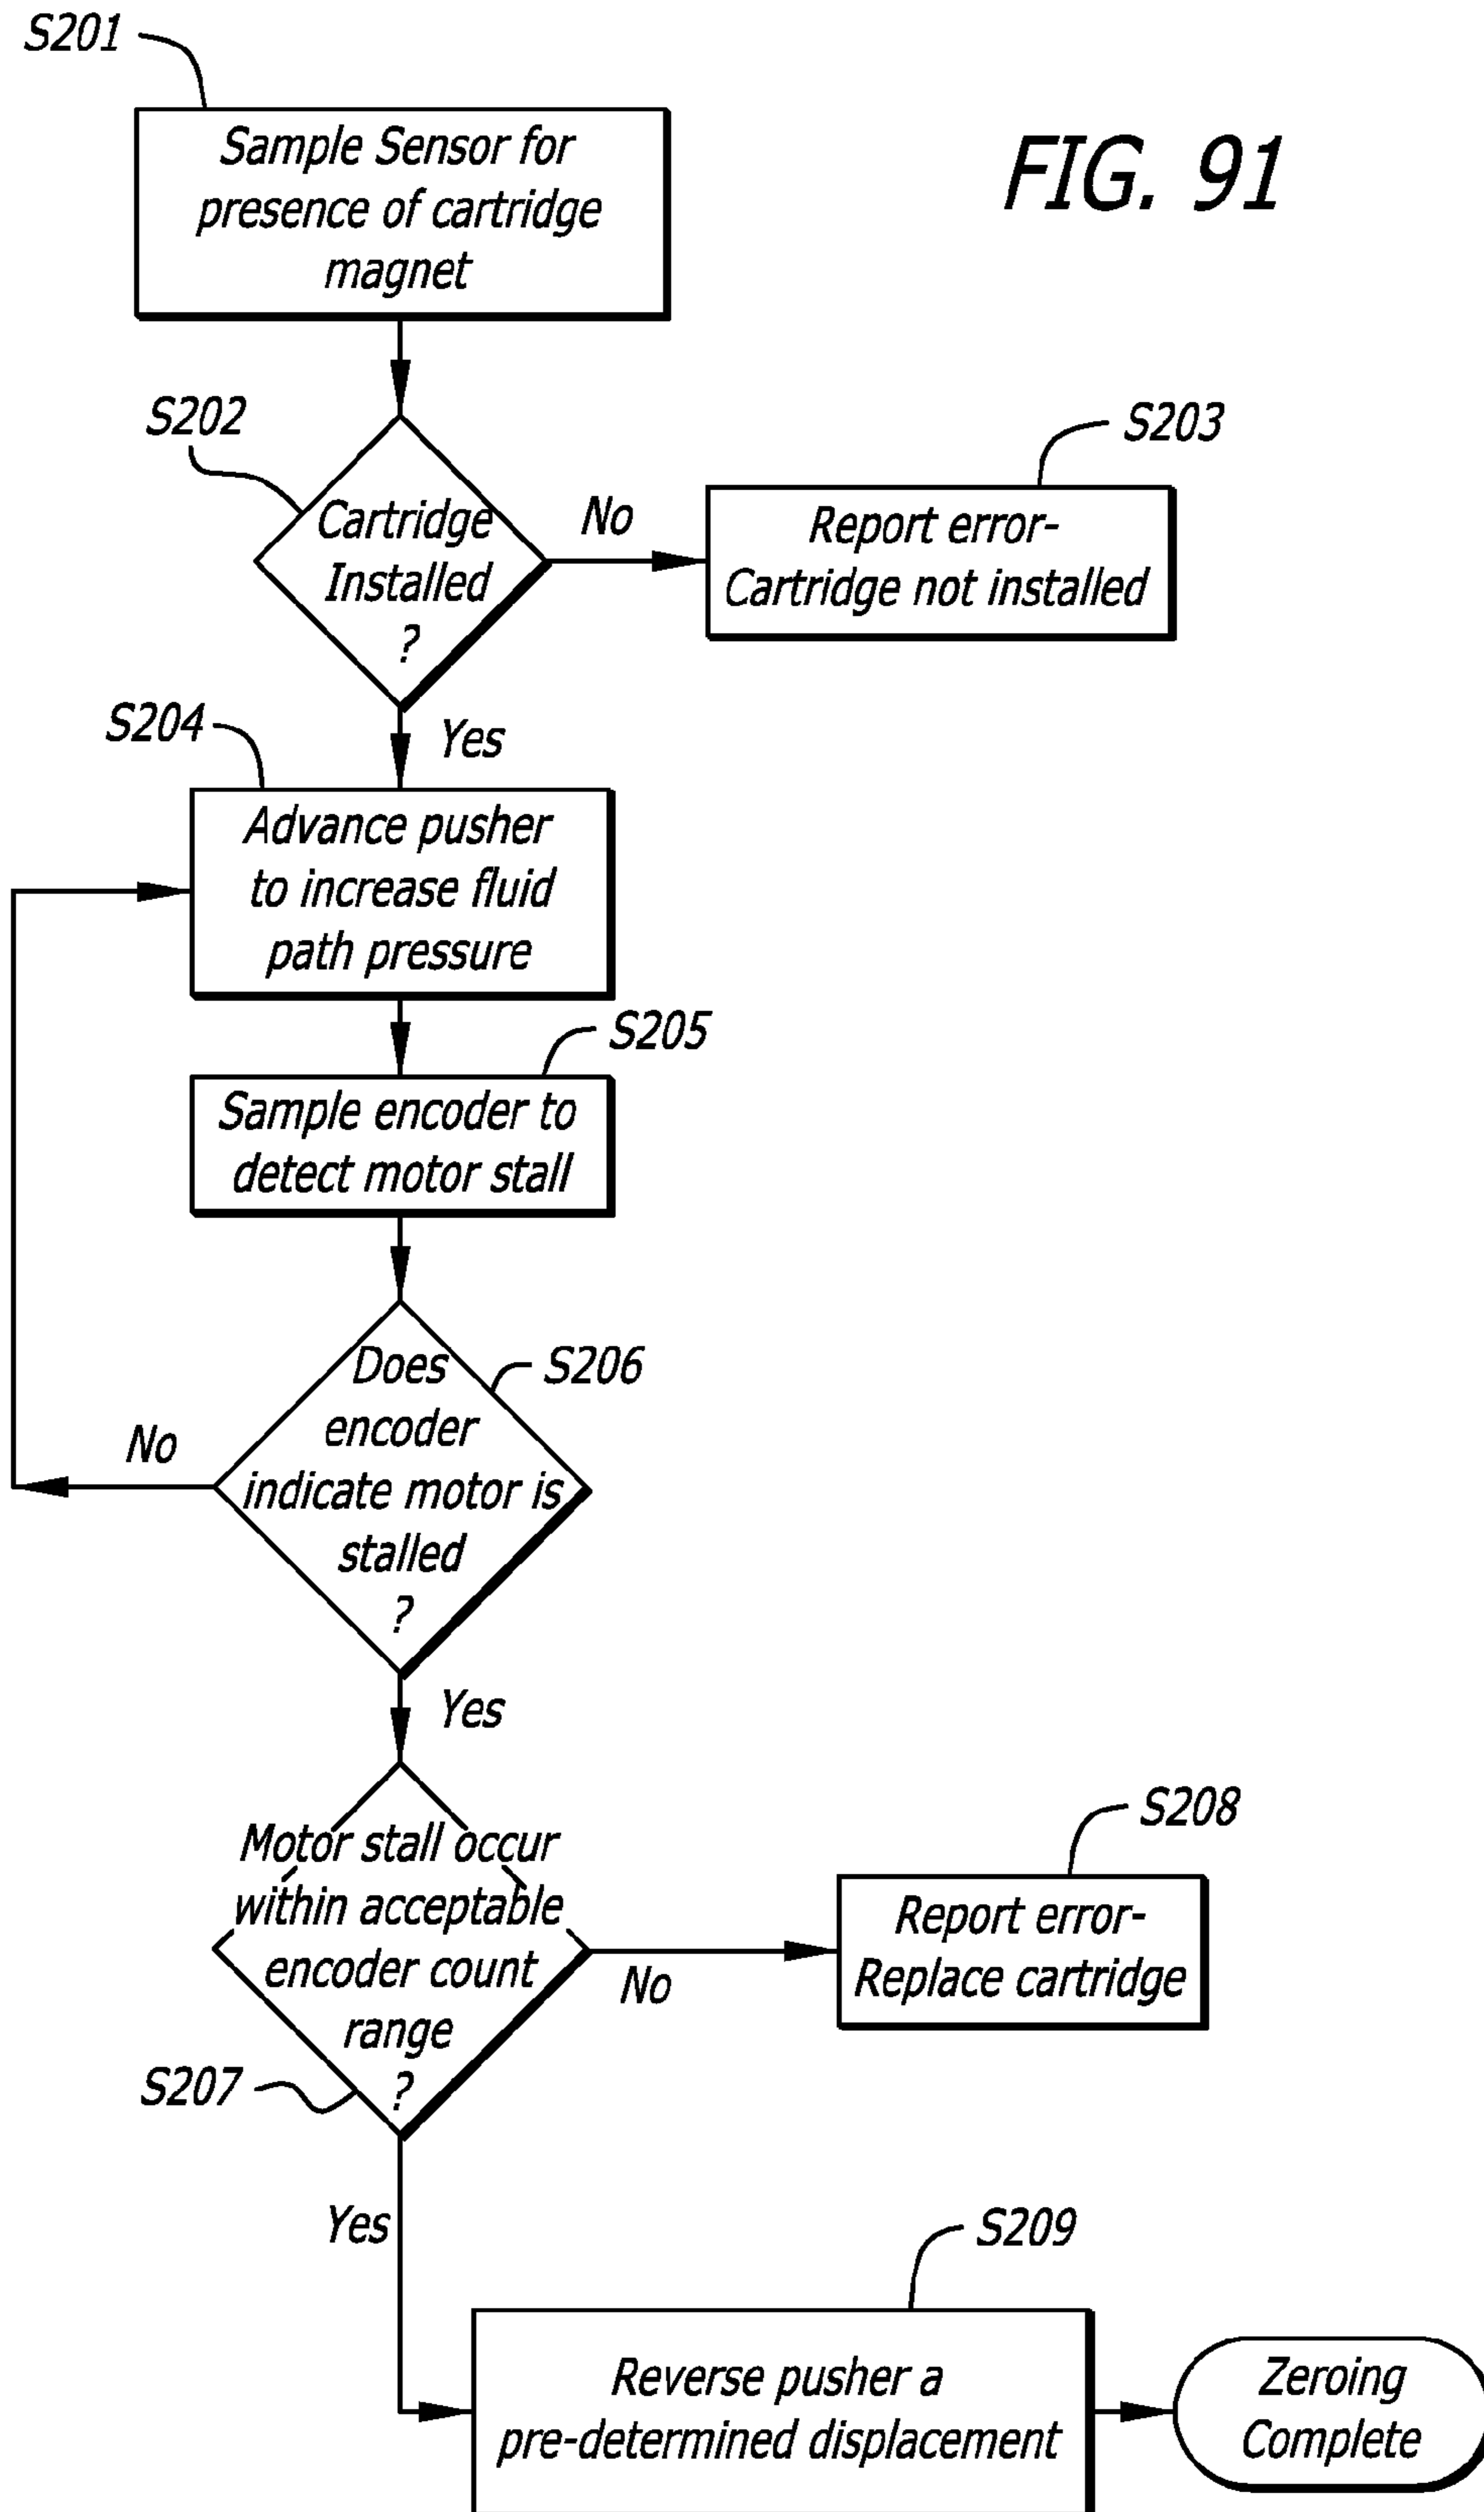 S201
Sample Sensor for
presence of cartridge
magnet
FIG. 91
S202
Cartridge
Installed
?
No
S203
Report error-
Cartridge not installed
Yes
S204
Advance pusher
to increase fluid
path pressure
S205
Sample encoder to
detect motor stall
S206
Does
encoder
indicate motor is
stalled
?
No
Yes
Motor stall occur
within acceptable
encoder count
range
?
S207
No
S208
Report error-
Replace cartridge
Yes
S209
Reverse pusher a
pre-determined displacement
Zeroing
Complete